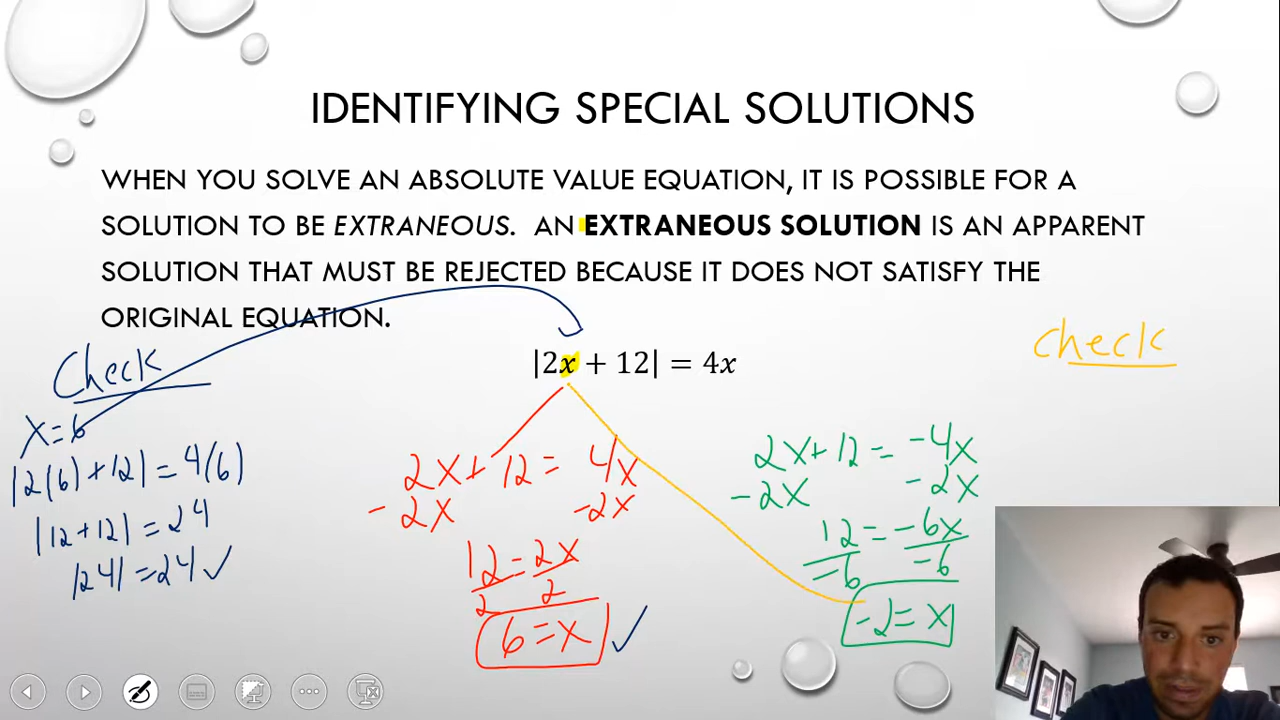 IDENTIFYING SPECIAL SOLUTIONS
WHEN YOU SOLVE AN ABSOLUTE VALUE EQUATION, IT IS POSSIBLE FOR A
SOLUTION TO BE EXTRANEOUS. AN EXTRANEOUS SOLUTION IS AN APPARENT
SOLUTION THAT MUST BE REJECTED BECAUSE IT DOES NOT SATISFY THE
ORIGINAL EQUATION.
|2x + 12| = 4x
Check
x=6
|2(6)+12|=4(6)
|12+12|=24
|24|=24✓
2x+12=4x
-2x -2x
12=2x
2 2
6=x ✓
2x+12=-4x
-2x -2x
12=-6x
-6 -6
-2=x
check